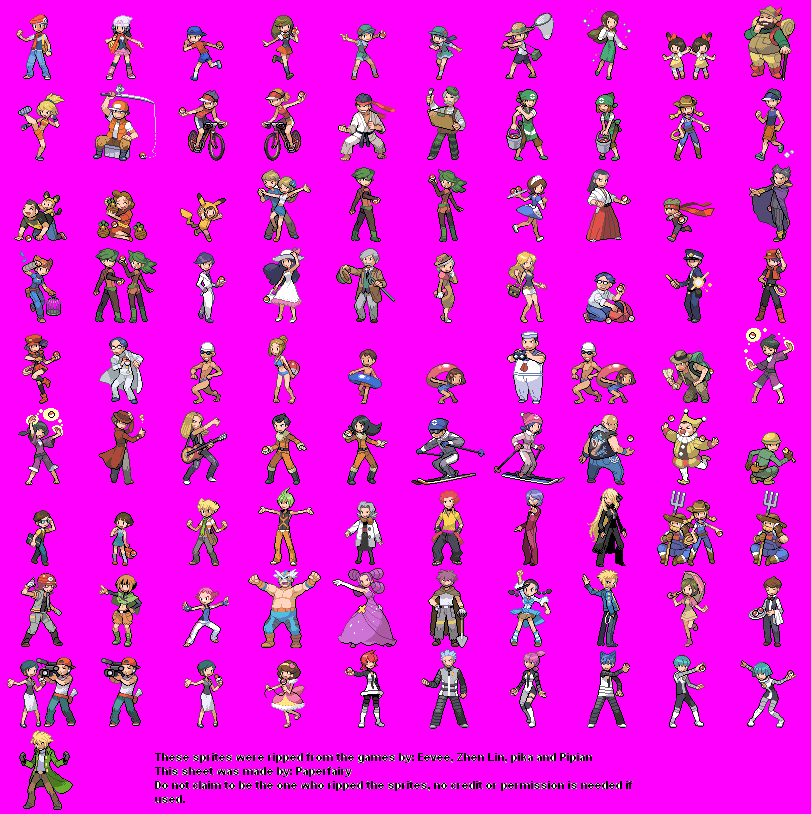 These sprites were ripped from the games by: Eevee, Zhen Lin, pika and Pipian
This sheet was made by: Paperfairy
Do not claim to be the one who ripped the sprites, no credit or permission is needed if
used.